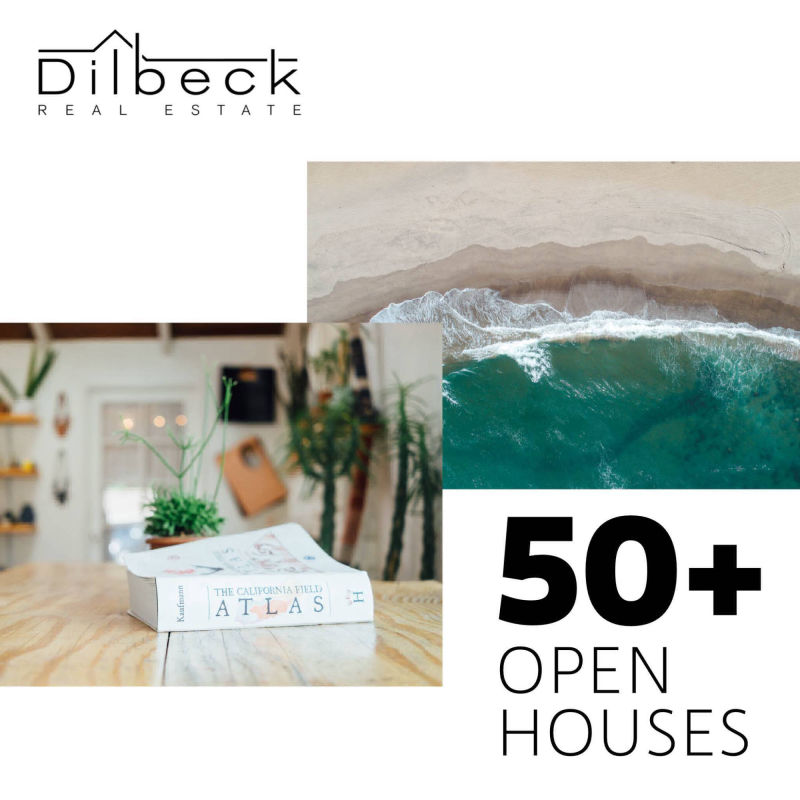 Dilbeck
REAL ESTATE
Kaufmann
THE CALIFORNIA FIELD
ATLAS
H
50+
OPEN
HOUSES